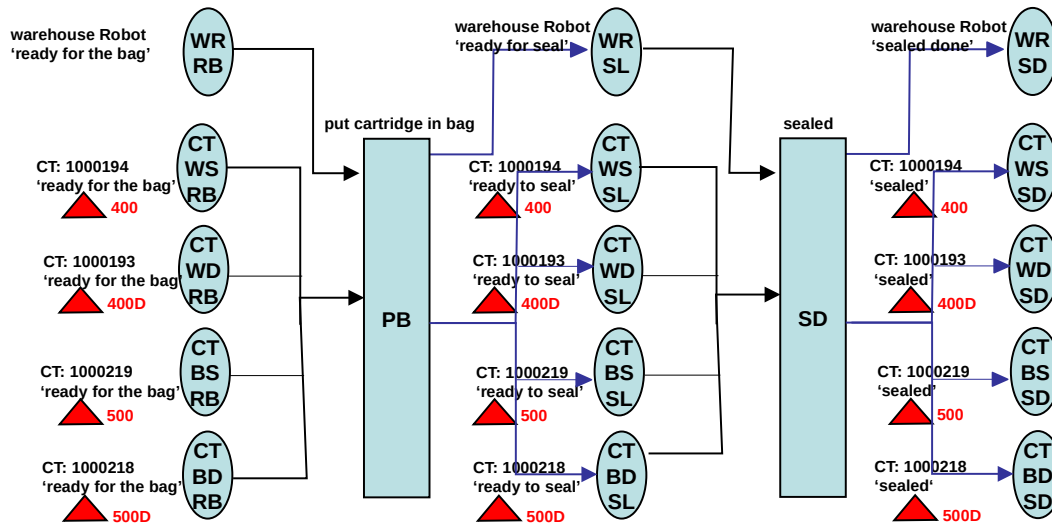 warehouse Robot
‘ready for the bag’
WR
RB
warehouse Robot
‘ready for seal’
WR
SL
warehouse Robot
‘sealed done’
WR
SD
put cartridge in bag
sealed
CT: 1000194
‘ready for the bag’
400
CT
WS
RB
CT: 1000193
‘ready for the bag’
400D
CT
WD
RB
CT: 1000219
‘ready for the bag’
500
CT
BS
RB
CT: 1000218
‘ready for the bag’
500D
CT
BD
RB
PB
CT: 1000194
‘ready to seal’
400
CT
WS
SL
CT: 1000193
‘ready to seal’
400D
CT
WD
SL
CT: 1000219
‘ready to seal’
500
CT
BS
SL
CT: 1000218
‘ready to seal’
500D
CT
BD
SL
SD
CT: 1000194
‘sealed’
400
CT
WS
SD
CT: 1000193
‘sealed’
400D
CT
WD
SD
CT: 1000219
‘sealed’
500
CT
BS
SD
CT: 1000218
‘sealed‘
500D
CT
BD
SD